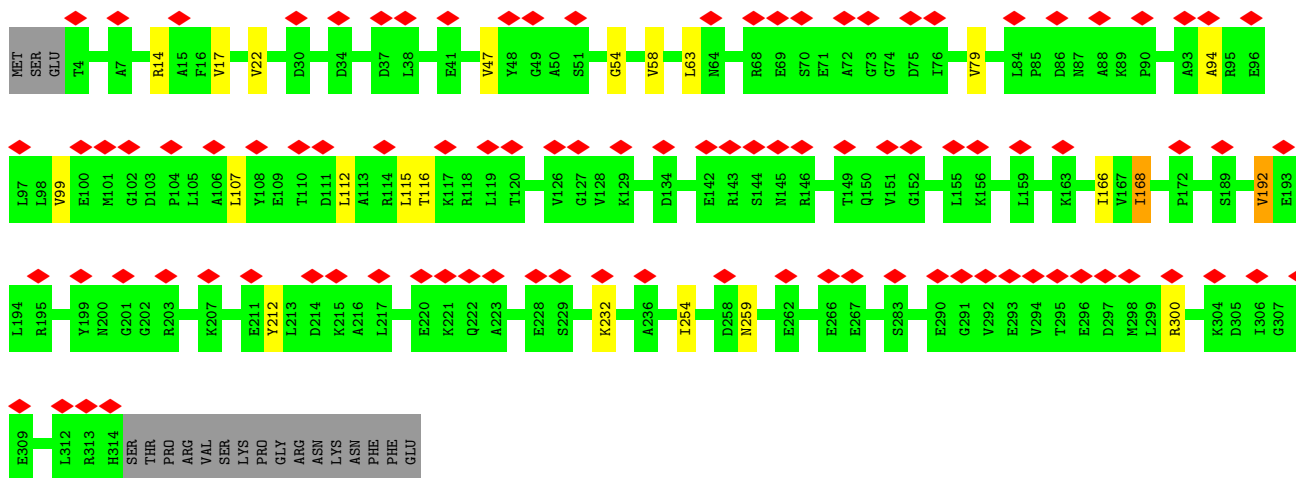 MET SER GLU T4 A7 R14 A15 F16 V17 V22 D30 D34 D37 L38 E41 V47 Y48 G49 A50 S51 G54 V58 L63 N64 R68 E69 S70 E71 A72 G73 G74 D75 I76 V79 L84 P85 D86 N87 A88 K89 P90 A93 A94 R95 E96
L97 L98 V99 E100 M101 G102 D103 P104 L105 A106 L107 Y108 E109 T110 D111 L112 A113 R114 L115 T116 K117 R118 L119 T120 V126 G127 V128 K129 D134 E142 R143 S144 N145 R146 T149 Q150 V151 G152 L155 K156 L159 K163 I166 V167 I168 P172 S189 V192 E193
L194 R195 Y199 N200 G201 G202 R203 K207 E211 Y212 L213 D214 K215 A216 L217 E220 K221 Q222 A223 E228 S229 K232 A236 I254 D258 N259 E262 E266 E267 S283 E290 G291 V292 E293 V294 T295 E296 D297 M298 L299 R300 K304 D305 I306 G307
E309 L312 R313 H314 SER THR PRO ARG VAL SER LYS PRO GLY ARG ASN LYS ASN PHE PHE GLU